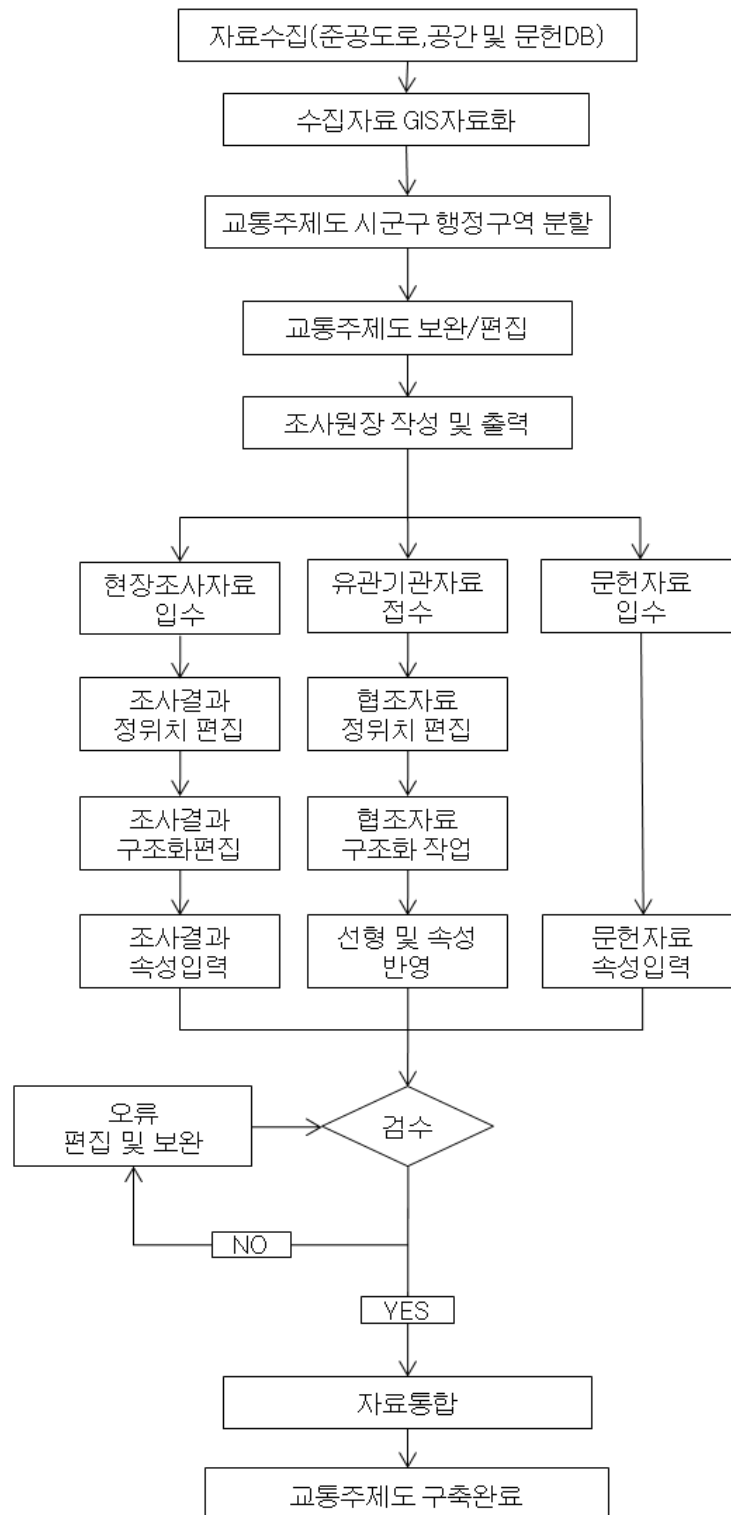 자료수집(준공도로,공간 및 문헌DB)
수집자료 GIS자료화
교통주제도 시군구 행정구역 분할
교통주제도 보완/편집
조사원장 작성 및 출력
현장조사자료
입수
유관기관자료
접수
문헌자료
입수
조사결과
정위치 편집
협조자료
정위치 편집
조사결과
구조화편집
협조자료
구조화 작업
조사결과
속성입력
선형 및 속성
반영
문헌자료
속성입력
오류
편집 및 보완
검수
NO
YES
자료통합
교통주제도 구축완료